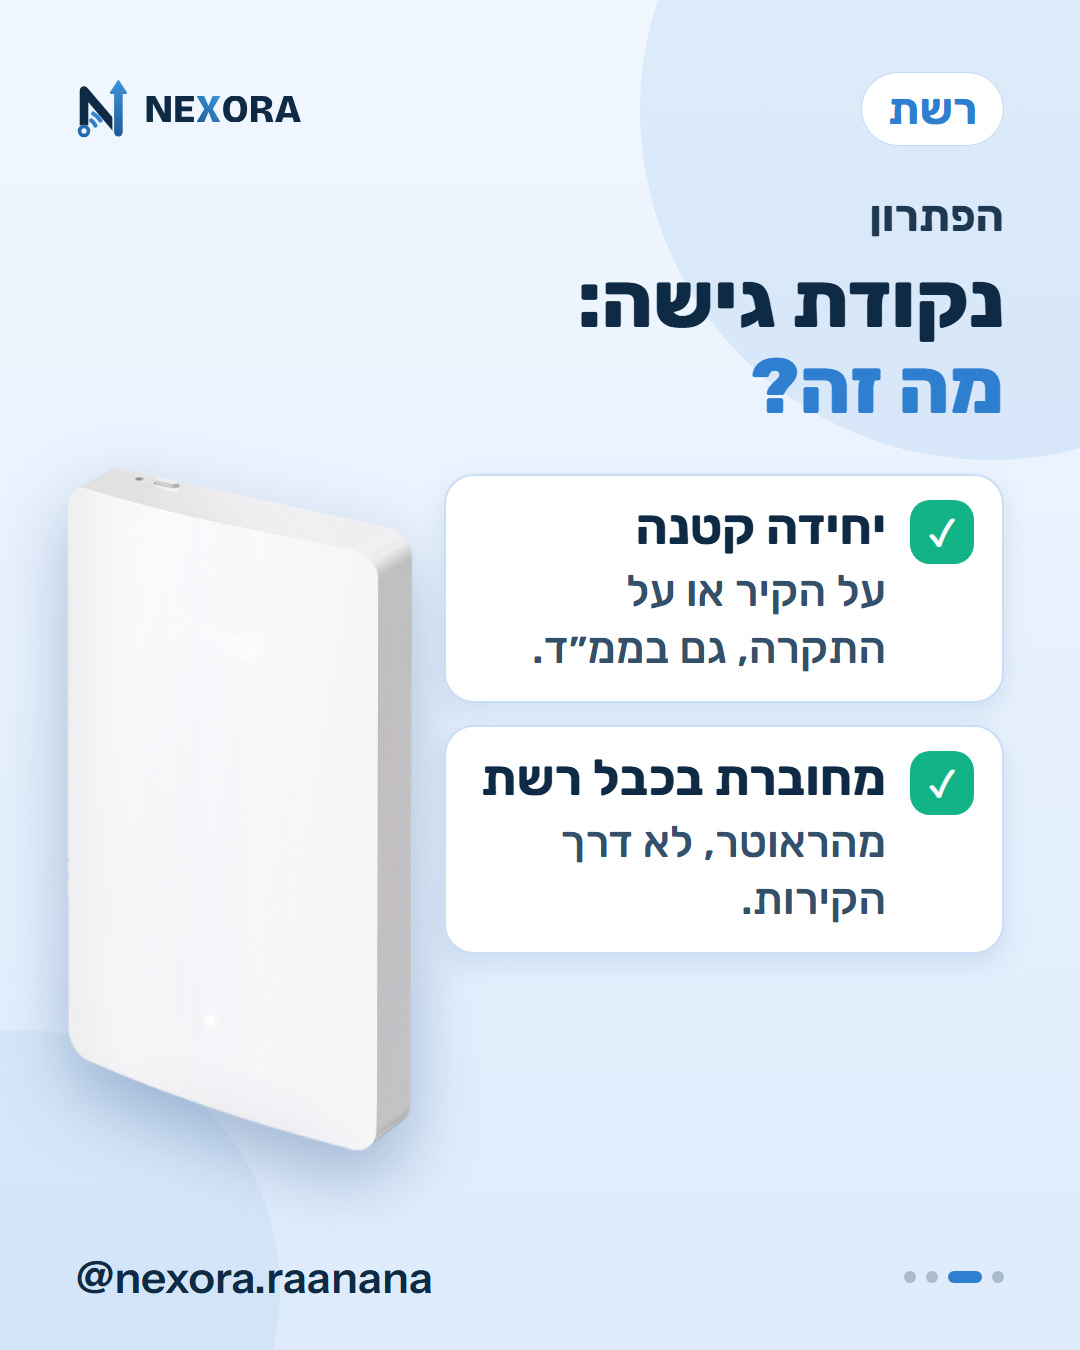 NEXORA
רשת
הפתרון
נקודת גישה:
מה זה?
יחידה קטנה
על הקיר או על
התקרה, גם בממ״ד.
מחוברת בכבל רשת
מהראוטר, לא דרך
הקירות.
@nexora.raanana